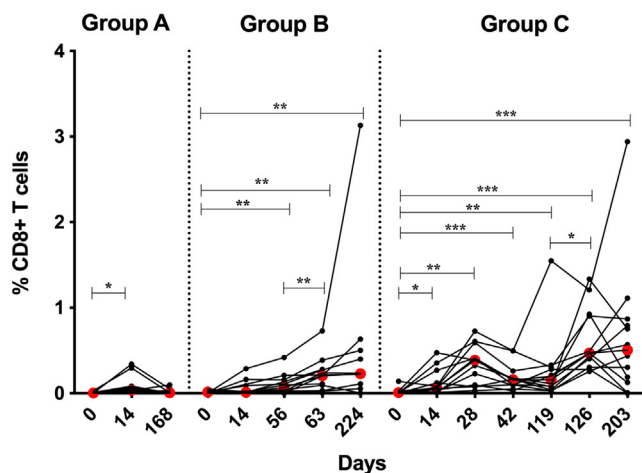 Group A Group B Group C
4
3
2
1
0
% CD8+ T cells
** ***
** ** ***
**
***
** *
* ** ** *
0 14 168 0 14 56 63 224 0 14 28 42 119 126 203
Days